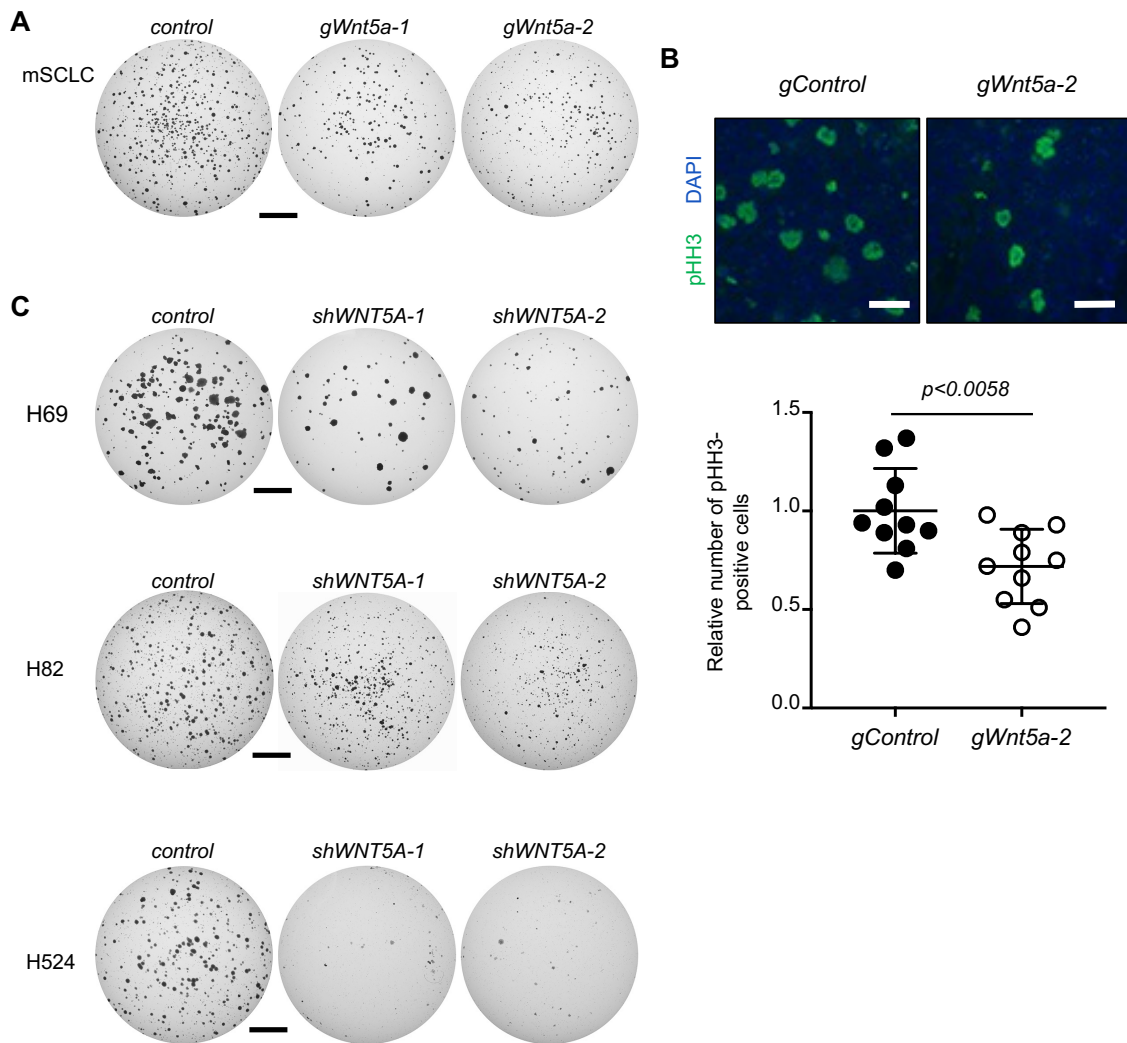 A
control gWnt5a-1 gWnt5a-2
mSCLC
B
gControl gWnt5a-2
pHH3 DAPI
C
control shWNT5A-1 shWNT5A-2
H69
control shWNT5A-1 shWNT5A-2
H82
control shWNT5A-1 shWNT5A-2
H524
p<0.0058
Relative number of pHH3-
positive cells
1.5
1.0
0.5
0.0
gControl gWnt5a-2